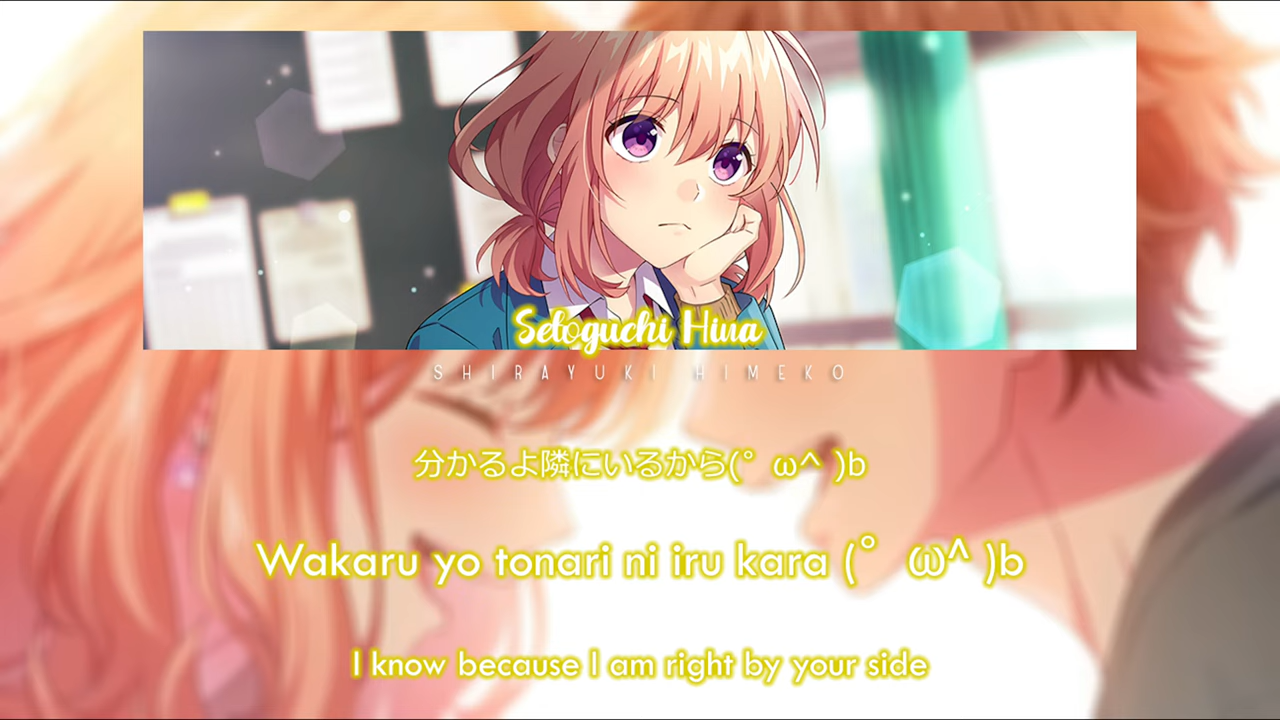 Setoguchi Hina
SHIRAYUKI HIMEKO
分かるよ隣にいるから(゜ω^ )b
Wakaru yo tonari ni iru kara (゜ω^ )b
I know because I am right by your side